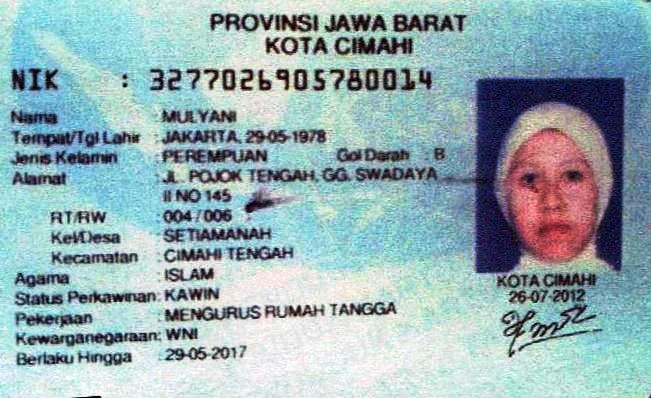 PROVINSI JAWA BARAT
KOTA CIMAHI
NIK : 3277026905780014
Nama : MULYANI
Tempat/Tgl Lahir : JAKARTA, 29-05-1978
Jenis Kelamin : PEREMPUAN Gol Darah : B
Alamat : JL. POJOK TENGAH, GG. SWADAYA
II NO 145
RT/RW : 004 / 006
Kel/Desa : SETIAMANAH
Kecamatan : CIMAHI TENGAH
Agama : ISLAM
Status Perkawinan: KAWIN
Pekerjaan : MENGURUS RUMAH TANGGA
Kewarganegaraan: WNI
Berlaku Hingga : 29-05-2017
KOTA CIMAHI
26-07-2012